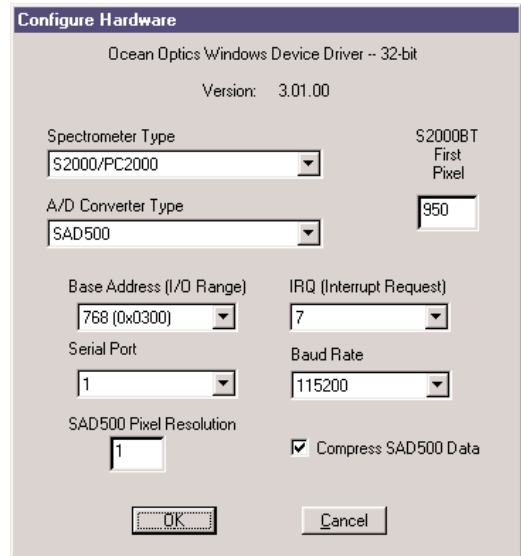 Configure Hardware
Ocean Optics Windows Device Driver -- 32-bit
Version: 3.01.00
Spectrometer Type
S2000/PC2000
S2000BT
First
Pixel
950
A/D Converter Type
SAD500
Base Address (I/O Range)
768 (0x0300)
IRQ (Interrupt Request)
7
Serial Port
1
Baud Rate
115200
SAD500 Pixel Resolution
1
Compress SAD500 Data
OK
Cancel